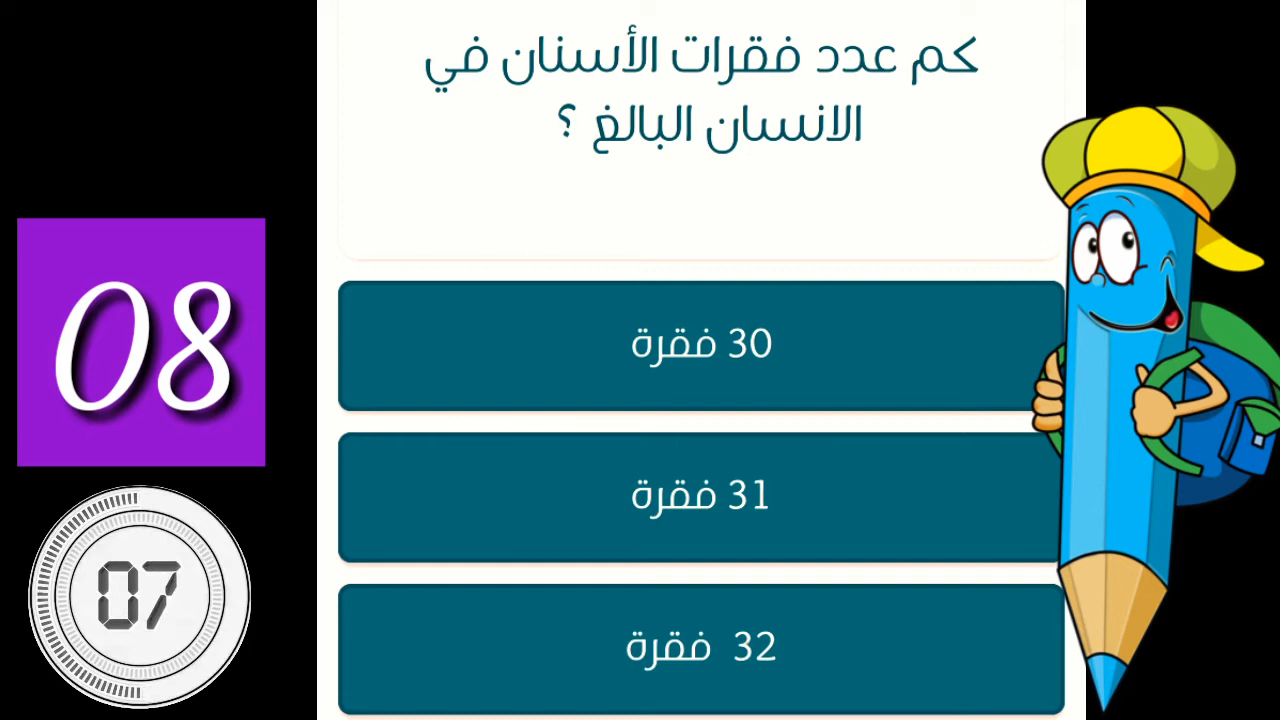 كم عدد فقرات الأسنان في
الانسان البالغ ؟
08
30 فقرة
31 فقرة
07
32 فقرة